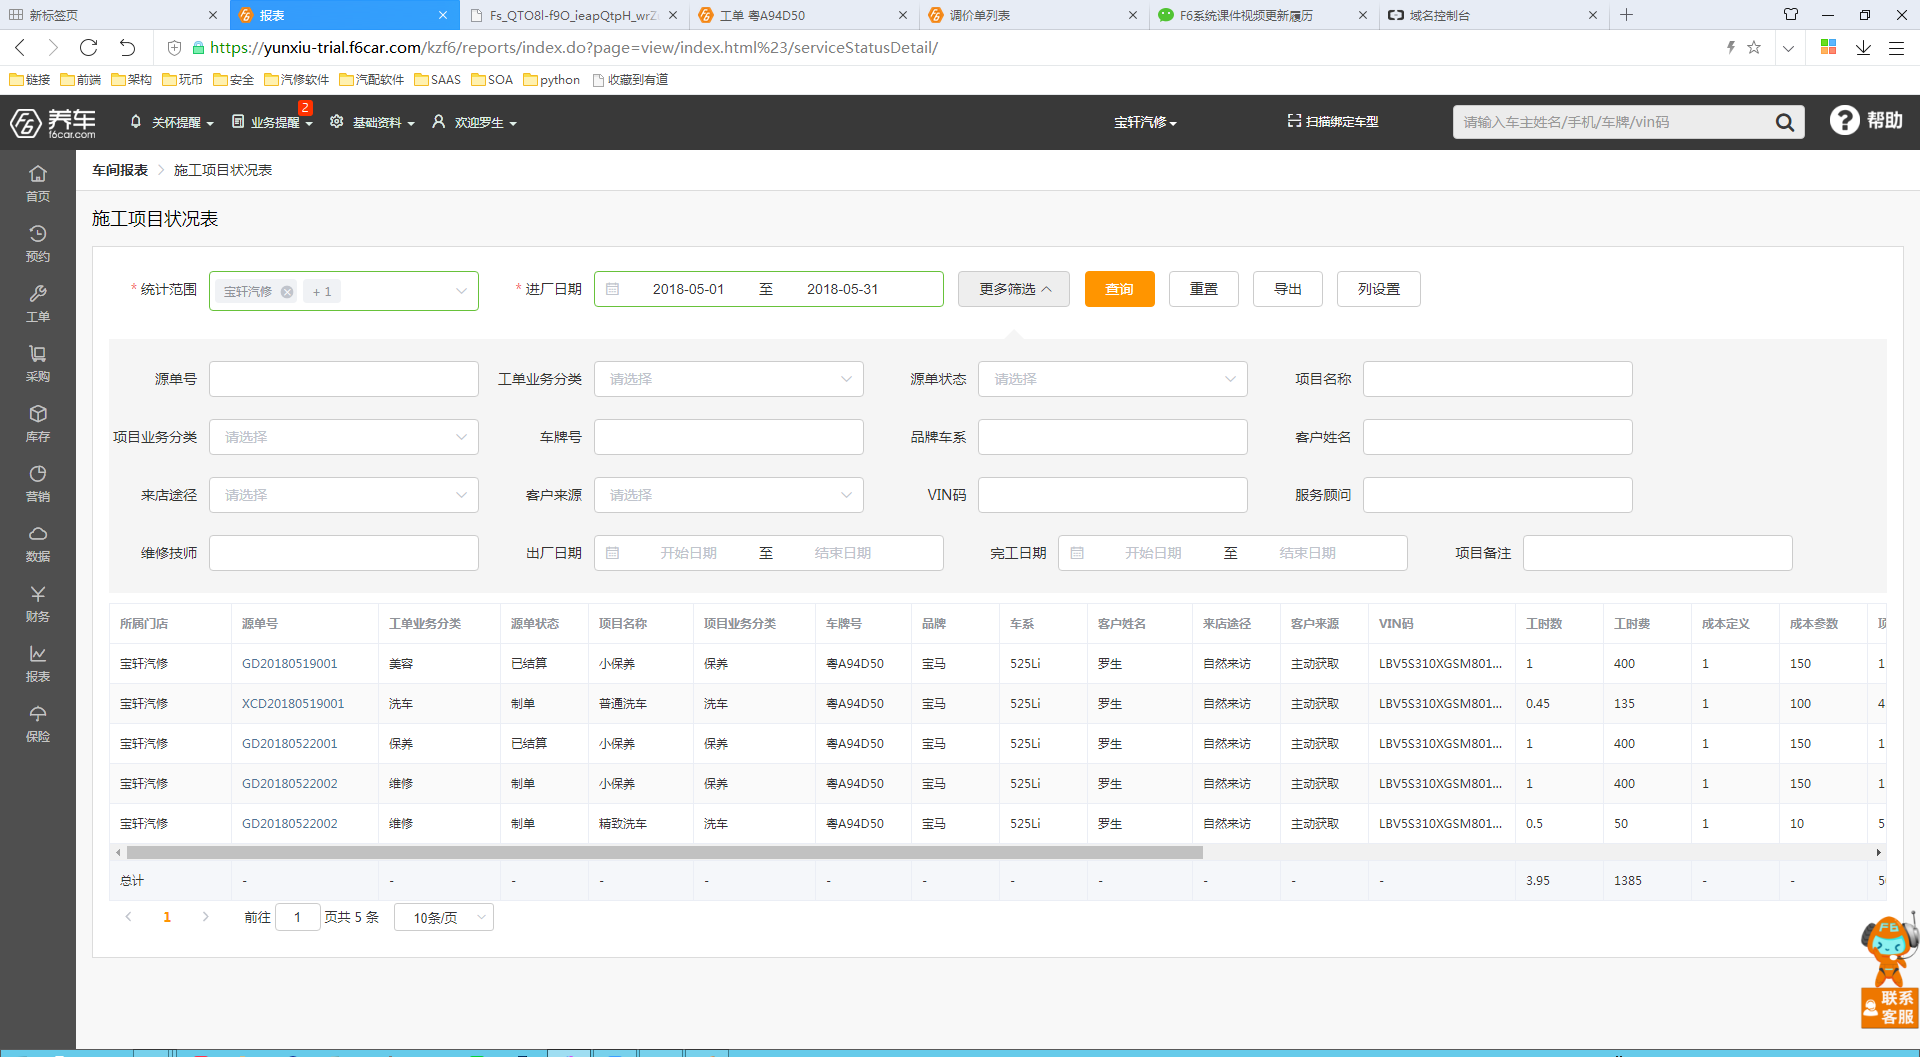 新标签页
报表
Fs_QTO8l-f9O_ieapQtpH_wrZ
工单 粤A94D50
调价单列表
F6系统课件视频更新履历
域名控制台
https://yunxiu-trial.f6car.com/kzf6/reports/index.do?page=view/index.html%23/serviceStatusDetail/
链接 前端 架构 玩币 安全 汽修软件 汽配软件 SAAS SOA python 收藏到有道
养车
f6car.com
关怀提醒 业务提醒 2 基础资料 欢迎罗生 宝轩汽修 扫描绑定车型 请输入车主姓名/手机/车牌/vin码 ? 帮助
首页
预约
工单
采购
库存
营销
数据
财务
报表
保险
车间报表 > 施工项目状况表
施工项目状况表
* 统计范围 宝轩汽修 + 1 * 进厂日期 2018-05-01 至 2018-05-31 更多筛选 查询 重置 导出 列设置
源单号 工单业务分类 请选择 源单状态 请选择 项目名称
项目业务分类 请选择 车牌号 品牌车系 客户姓名
来店途径 请选择 客户来源 请选择 VIN码 服务顾问
维修技师 出厂日期 开始日期 至 结束日期 完工日期 开始日期 至 结束日期 项目备注
所属门店 源单号 工单业务分类 源单状态 项目名称 项目业务分类 车牌号 品牌 车系 客户姓名 来店途径 客户来源 VIN码 工时数 工时费 成本定义 成本参数
宝轩汽修 GD20180519001 美容 已结算 小保养 保养 粤A94D50 宝马 525Li 罗生 自然来访 主动获取 LBV5S310XGSM801... 1 400 1 150 1
宝轩汽修 XCD20180519001 洗车 制单 普通洗车 洗车 粤A94D50 宝马 525Li 罗生 自然来访 主动获取 LBV5S310XGSM801... 0.45 135 1 100 4
宝轩汽修 GD20180522001 保养 已结算 小保养 保养 粤A94D50 宝马 525Li 罗生 自然来访 主动获取 LBV5S310XGSM801... 1 400 1 150 1
宝轩汽修 GD20180522002 维修 制单 小保养 保养 粤A94D50 宝马 525Li 罗生 自然来访 主动获取 LBV5S310XGSM801... 1 400 1 150 1
宝轩汽修 GD20180522002 维修 制单 精致洗车 洗车 粤A94D50 宝马 525Li 罗生 自然来访 主动获取 LBV5S310XGSM801... 0.5 50 1 10 5
总计 - - - - - - - - - - - - 3.95 1385 - - 5
1 前往 1 页共 5 条 10条/页
F6
联系
客服